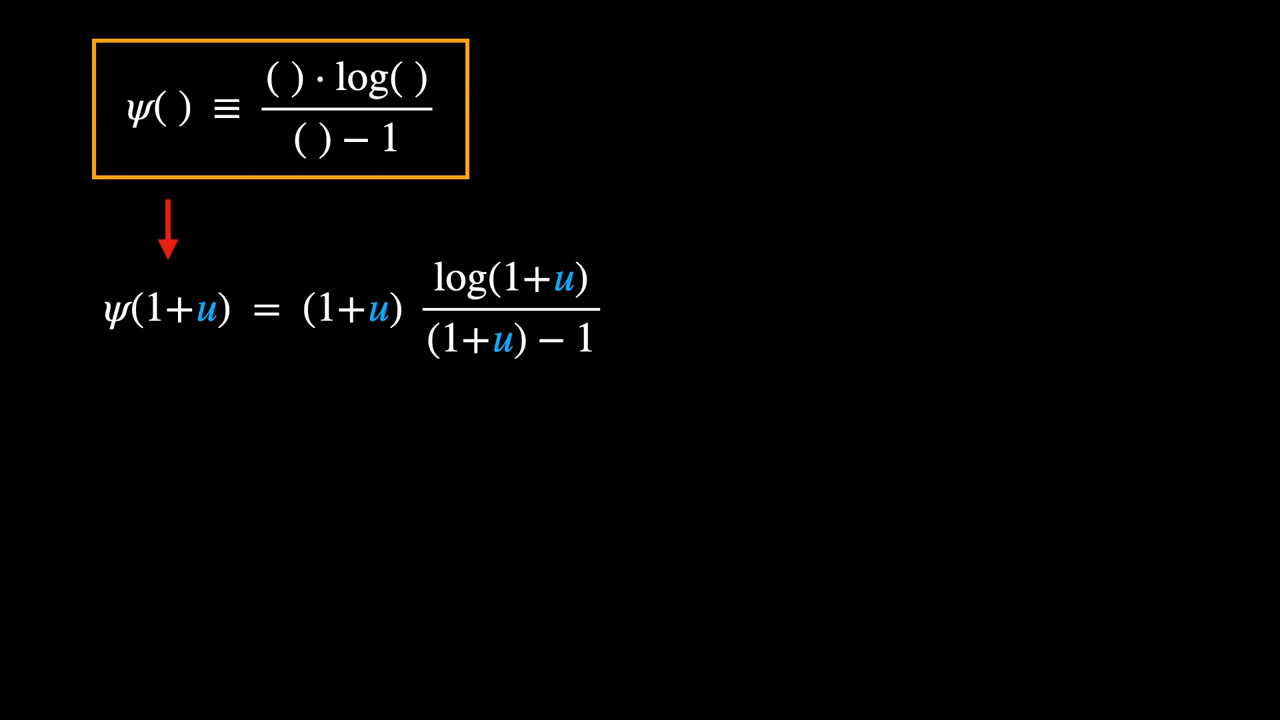 ψ( ) ≡ ( ) · log( ) / ( ) − 1
ψ(1+u) = (1+u) log(1+u) / (1+u) − 1